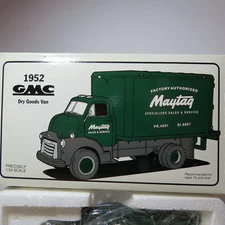 1952
GMC
Dry Goods Van
FACTORY AUTHORIZED
Maytag
SPECIALIZED SALES & SERVICE
Maytag
SALES & SERVICE
PRECISELY
1/34 SCALE